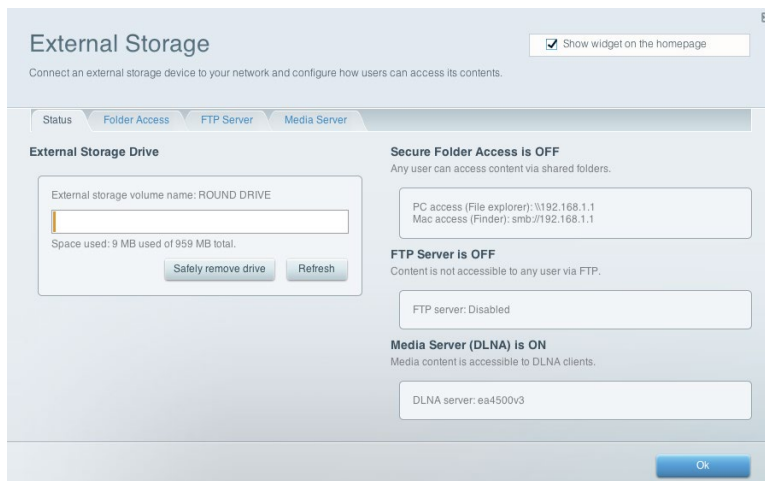 External Storage
Show widget on the homepage
Connect an external storage device to your network and configure how users can access its contents.
Status
Folder Access
FTP Server
Media Server
External Storage Drive
External storage volume name: ROUND DRIVE
Space used: 9 MB used of 959 MB total.
Safely remove drive
Refresh
Secure Folder Access is OFF
Any user can access content via shared folders.
PC access (File explorer): \\192.168.1.1
Mac access (Finder): smb://192.168.1.1
FTP Server is OFF
Content is not accessible to any user via FTP.
FTP server: Disabled
Media Server (DLNA) is ON
Media content is accessible to DLNA clients.
DLNA server: ea4500v3
Ok